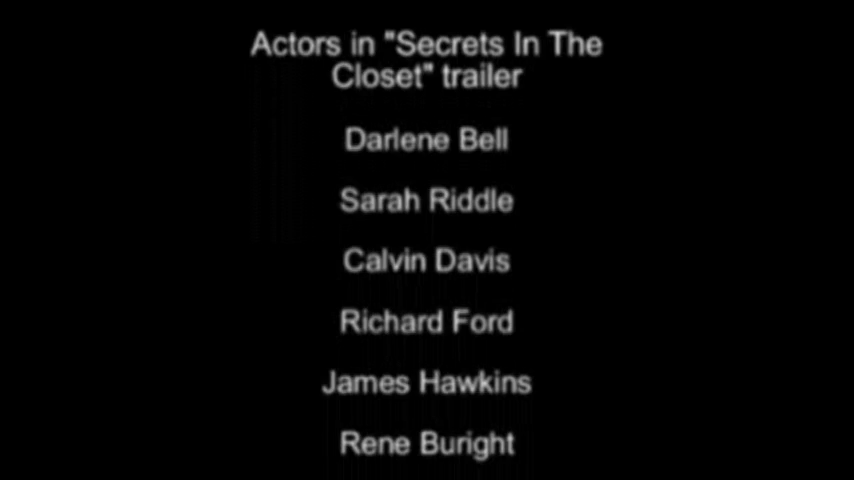 Actors in "Secrets In The
Closet" trailer
Darlene Bell
Sarah Riddle
Calvin Davis
Richard Ford
James Hawkins
Rene Buright